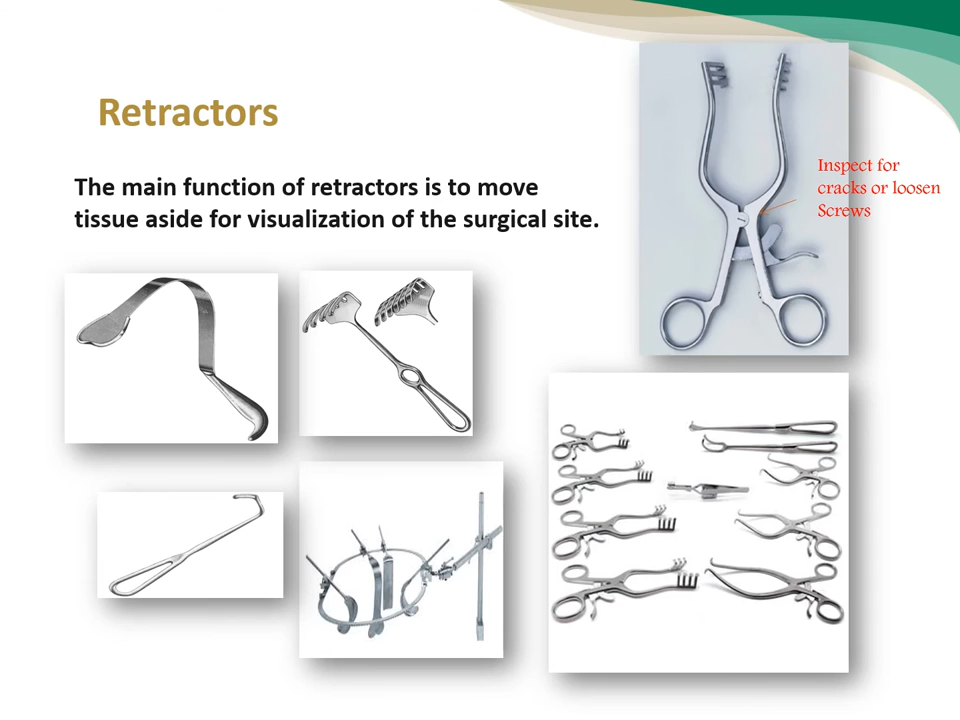 Retractors
The main function of retractors is to move
tissue aside for visualization of the surgical site.
Inspect for
cracks or loosen
Screws